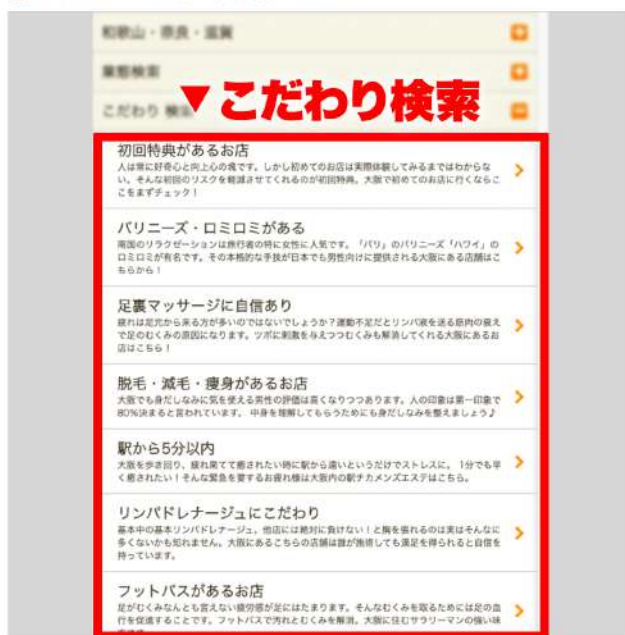 和歌山・奈良・滋賀
業態検索
こだわり 検索
▼こだわり検索
初回特典があるお店
人は常に好奇心と向上心の塊です。しかし初めてのお店は実際体験してみるまではわからな
い。そんな初回のリスクを軽減させてくれるのが初回特典。大阪で初めてのお店に行くならこ
こをまずチェック!
バリニーズ・ロミロミがある
南国のリラクゼーションは旅行者の特に女性に人気です。「バリ」のバリニーズ「ハワイ」の
ロミロミが有名です。その本格的な手技が日本でも男性向けに提供される大阪にある店舗はこ
ちらから!
足裏マッサージに自信あり
疲れは足元から来る方が多いのではないでしょうか?運動不足だとリンパ液を送る筋肉の衰え
で足のむくみの原因になります。ツボに刺激を与えつつむくみも解消してくれる大阪にあるお
店はこちら!
脱毛・減毛・痩身があるお店
大阪でも身だしなみに気を使える男性の評価は高くなりつつあります。人の印象は第一印象で
80%決まると言われています。 中身を理解してもらうためにも身だしなみを整えましょう♪
駅から5分以内
大阪を歩き回り、疲れ果てて癒されたい時に駅から遠いというだけでストレスに。 1分でも早
く癒されたい!そんな緊急を要するお疲れ様は大阪内の駅チカメンズエステはこちら。
リンパドレナージュにこだわり
基本中の基本リンパドレナージュ。他店には絶対に負けない!と胸を張れるのは実はそんなに
多くないかも知れません。大阪にあるこちらの店舗は誰が施術しても満足を得られると自信を
持っています。
フットバスがあるお店
足がむくみなんとも言えない疲労感が足にはたまります。そんなむくみを取るためには足の血
行を促進することです。フットバスで汚れとむくみを解消。大阪に住むサラリーマンの強い味